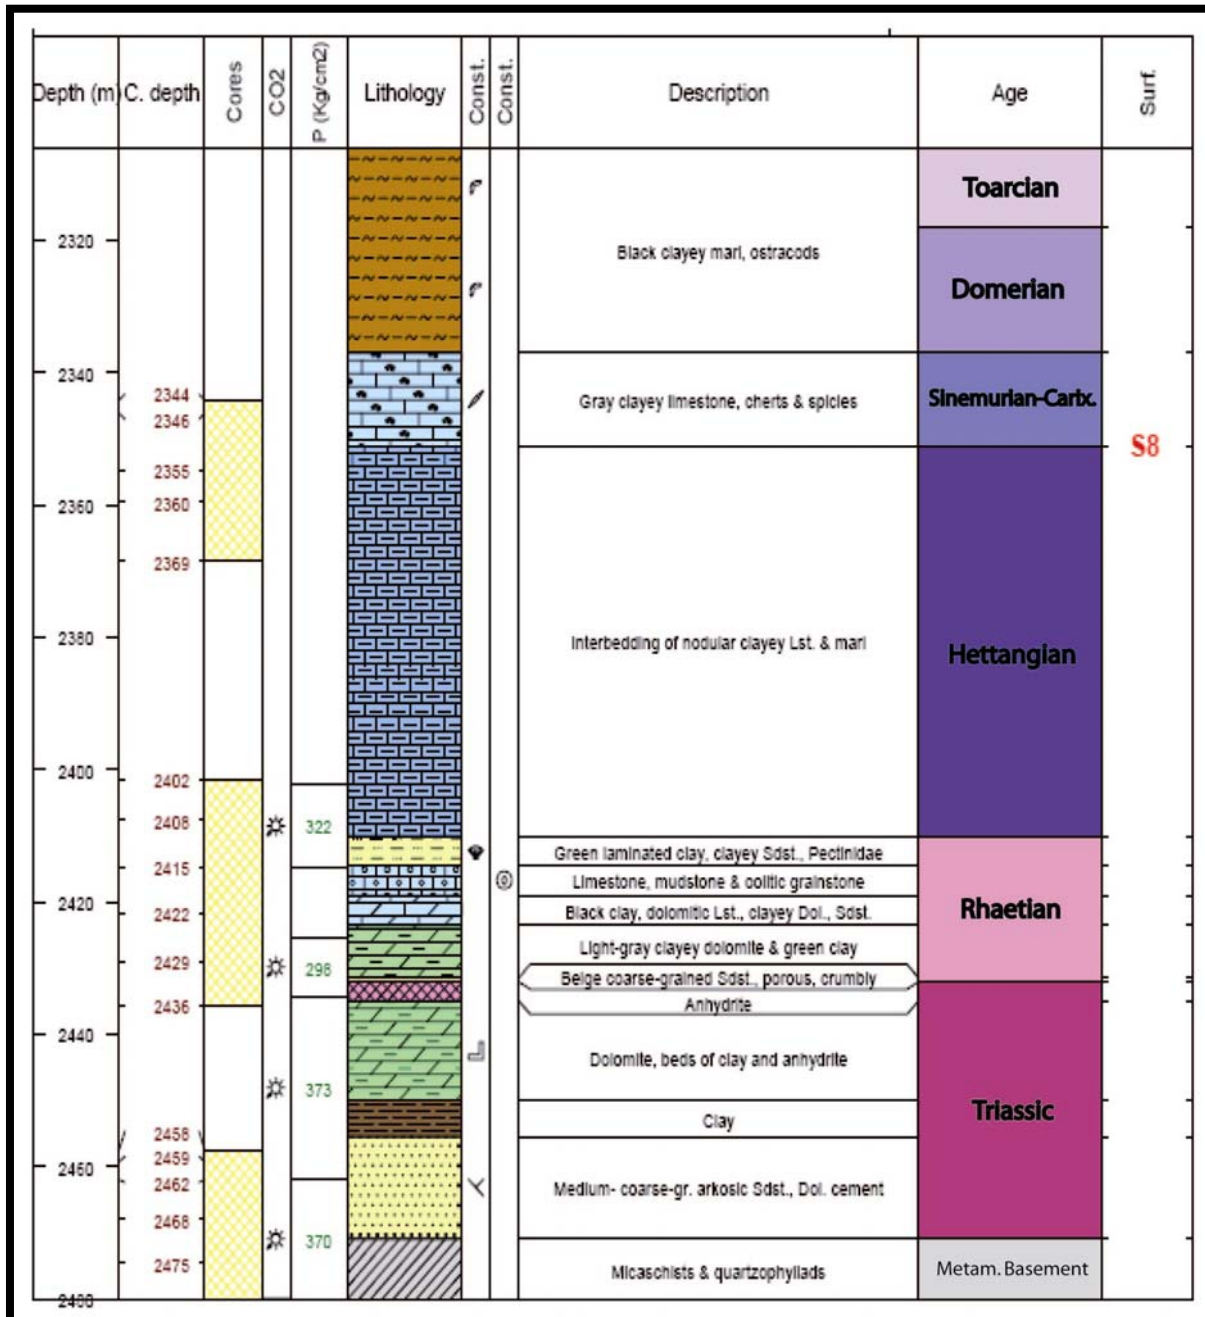 Depth (m) C. depth Cores CO2 P (Kg/cm2) Lithology Const. Const. Description Age Surf.
Toarcian
2320
Black clayey marl, ostracods
Domerian
2340
2344
Gray clayey limestone, cherts & spicles
Sinemurian-Carix.
2346
S8
2355
2360
2360
2369
2380
Interbedding of nodular clayey Lst. & marl
Hettangian
2400
2402
2408
322
Green laminated clay, clayey Sdst., Pectinidae
2415
Limestone, mudstone & oolitic grainstone
2420
2422
Black clay, dolomitic Lst., clayey Dol., Sdst.
Rhaetian
Light-gray clayey dolomite & green clay
2429
298
Beige coarse-grained Sdst., porous, crumbly
2436
Anhydrite
2440
Dolomite, beds of clay and anhydrite
373
Triassic
Clay
2458
2459
2460
2462
Medium- coarse-gr. arkosic Sdst., Dol. cement
2468
370
2475
Micaschists & quartzophyllads
Metam. Basement
2480